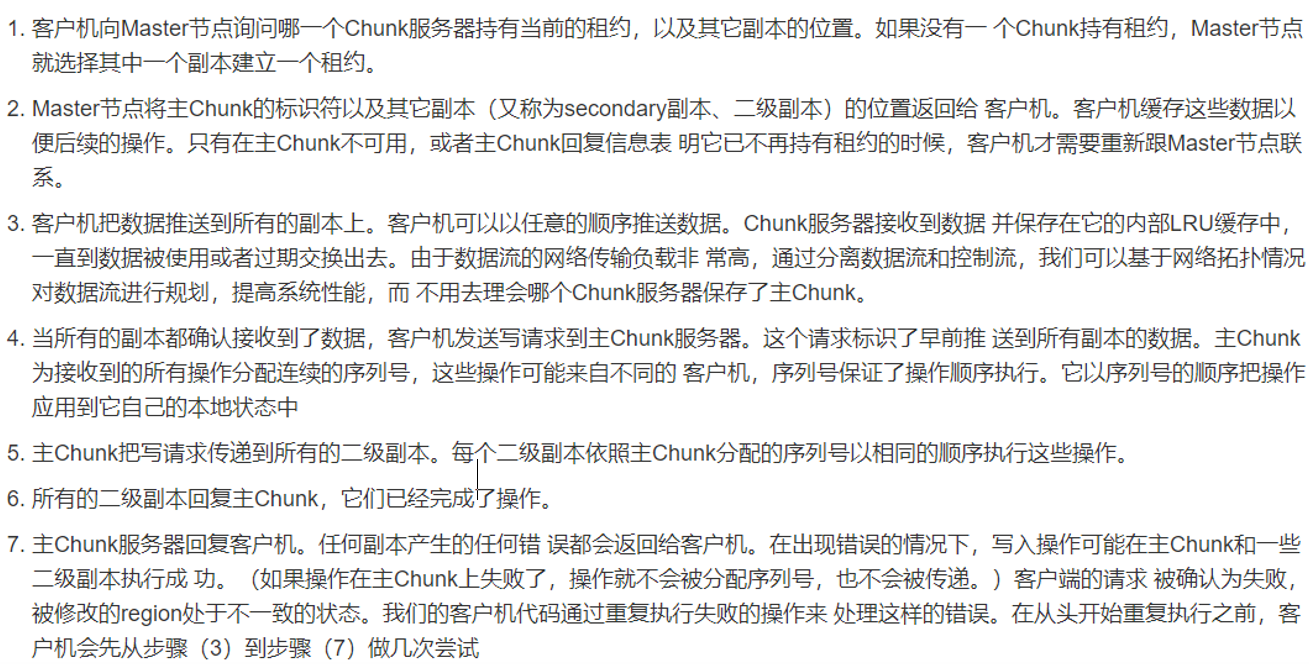 1. 客户机向Master节点询问哪一个Chunk服务器持有当前的租约，以及其它副本的位置。如果没有一 个Chunk持有租约，Master节点
就选择其中一个副本建立一个租约。
2. Master节点将主Chunk的标识符以及其它副本（又称为secondary副本、二级副本）的位置返回给 客户机。客户机缓存这些数据以
便后续的操作。只有在主Chunk不可用，或者主Chunk回复信息表 明它已不再持有租约的时候，客户机才需要重新跟Master节点联
系。
3. 客户机把数据推送到所有的副本上。客户机可以以任意的顺序推送数据。Chunk服务器接收到数据 并保存在它的内部LRU缓存中，
一直到数据被使用或者过期交换出去。由于数据流的网络传输负载非 常高，通过分离数据流和控制流，我们可以基于网络拓扑情况
对数据流进行规划，提高系统性能，而 不用去理会哪个Chunk服务器保存了主Chunk。
4. 当所有的副本都确认接收到了数据，客户机发送写请求到主Chunk服务器。这个请求标识了早前推 送到所有副本的数据。主Chunk
为接收到的所有操作分配连续的序列号，这些操作可能来自不同的 客户机，序列号保证了操作顺序执行。它以序列号的顺序把操作
应用到它自己的本地状态中
5. 主Chunk把写请求传递到所有的二级副本。每个二级副本依照主Chunk分配的序列号以相同的顺序执行这些操作。
6. 所有的二级副本回复主Chunk，它们已经完成了操作。
7. 主Chunk服务器回复客户机。任何副本产生的任何错 误都会返回给客户机。在出现错误的情况下，写入操作可能在主Chunk和一些
二级副本执行成 功。（如果操作在主Chunk上失败了，操作就不会被分配序列号，也不会被传递。）客户端的请求 被确认为失败，
被修改的region处于不一致的状态。我们的客户机代码通过重复执行失败的操作来 处理这样的错误。在从头开始重复执行之前，客
户机会先从步骤（3）到步骤（7）做几次尝试